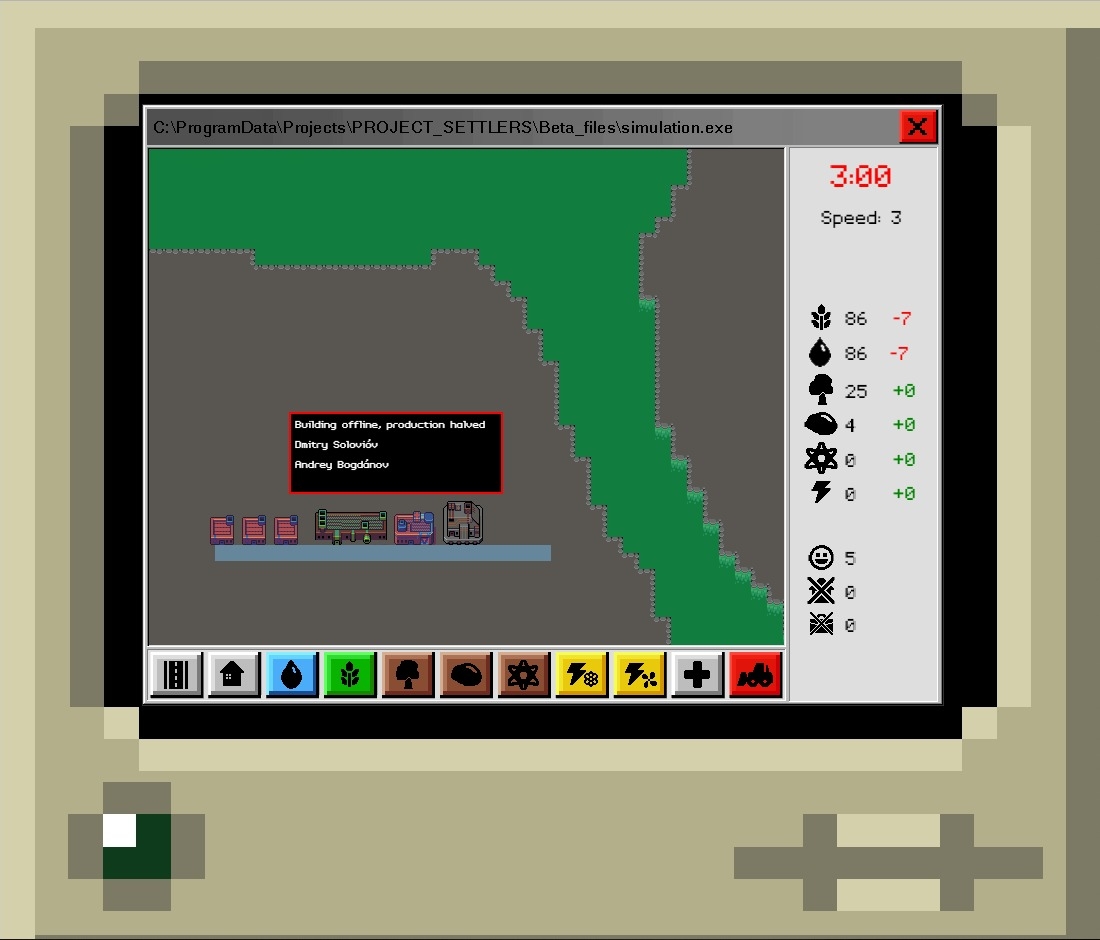 C:\ProgramData\Projects\PROJECT_SETTLERS\Beta_files\simulation.exe
3:00
Speed: 3
86 -7
86 -7
25 +0
4 +0
0 +0
0 +0
Building offline, production halved
Dmitry Solovióv
Andrey Bogdánov
5
0
0